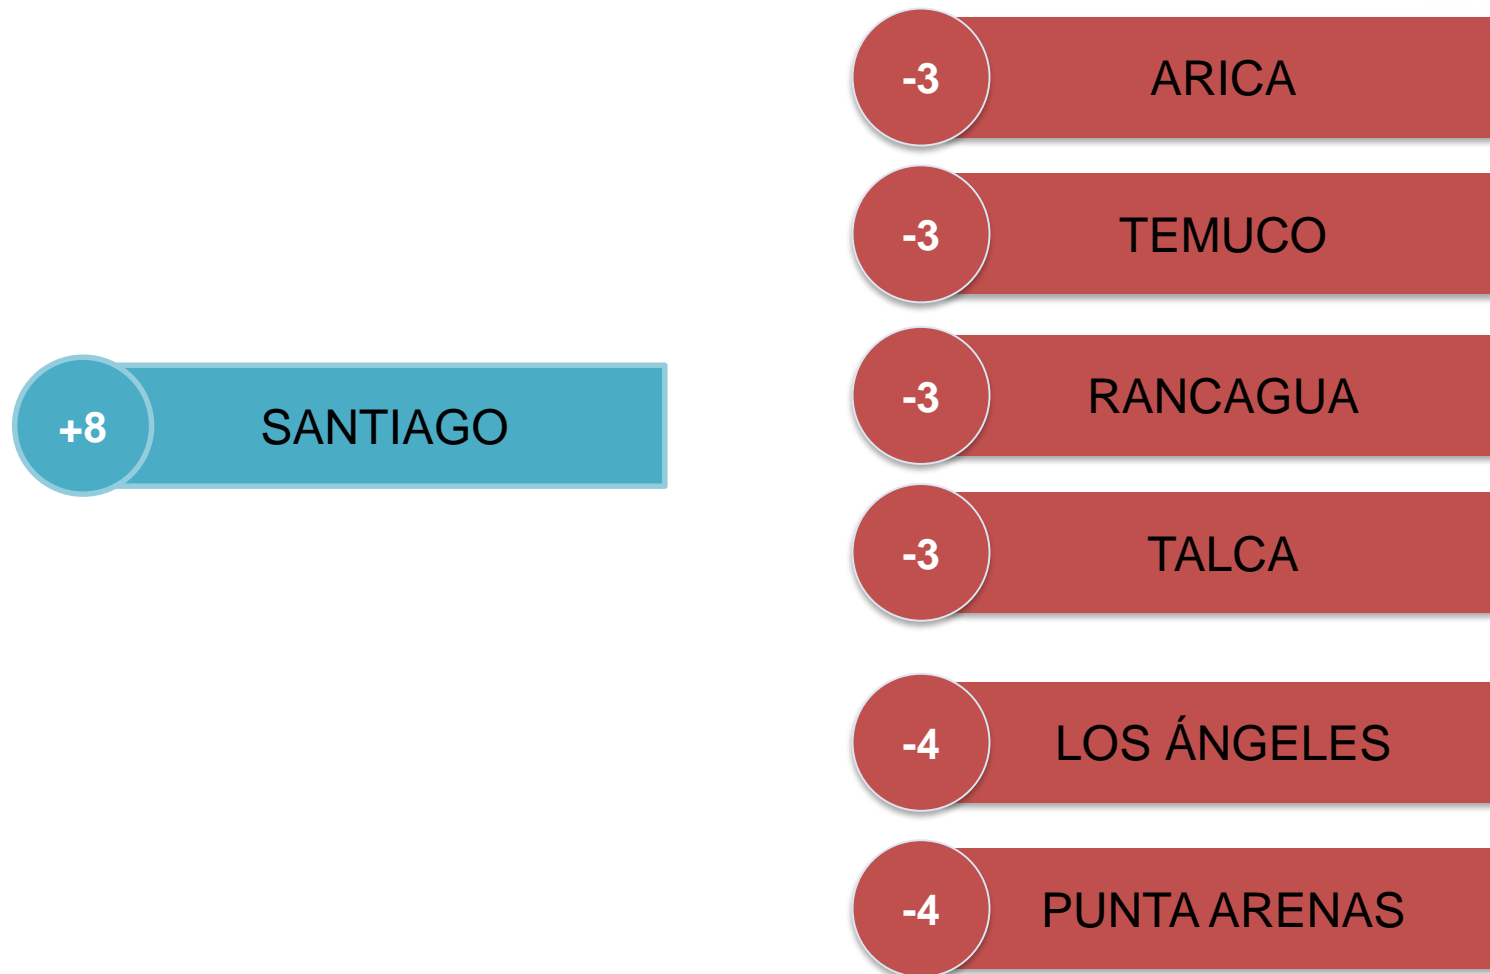 +8 SANTIAGO
-3 ARICA
-3 TEMUCO
-3 RANCAGUA
-3 TALCA
-4 LOS ÁNGELES
-4 PUNTA ARENAS